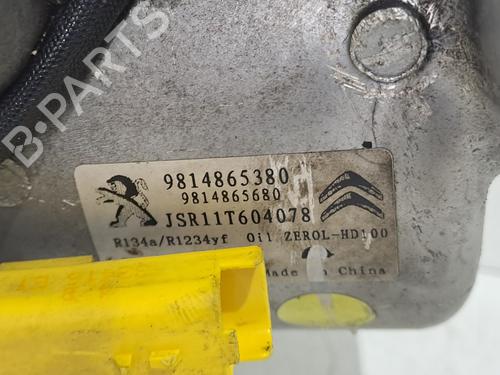 9814865380
9814865680
JSR11T604078
R134a/R1234yf Oil ZEROL-HD100
Made in China
B-PARTS